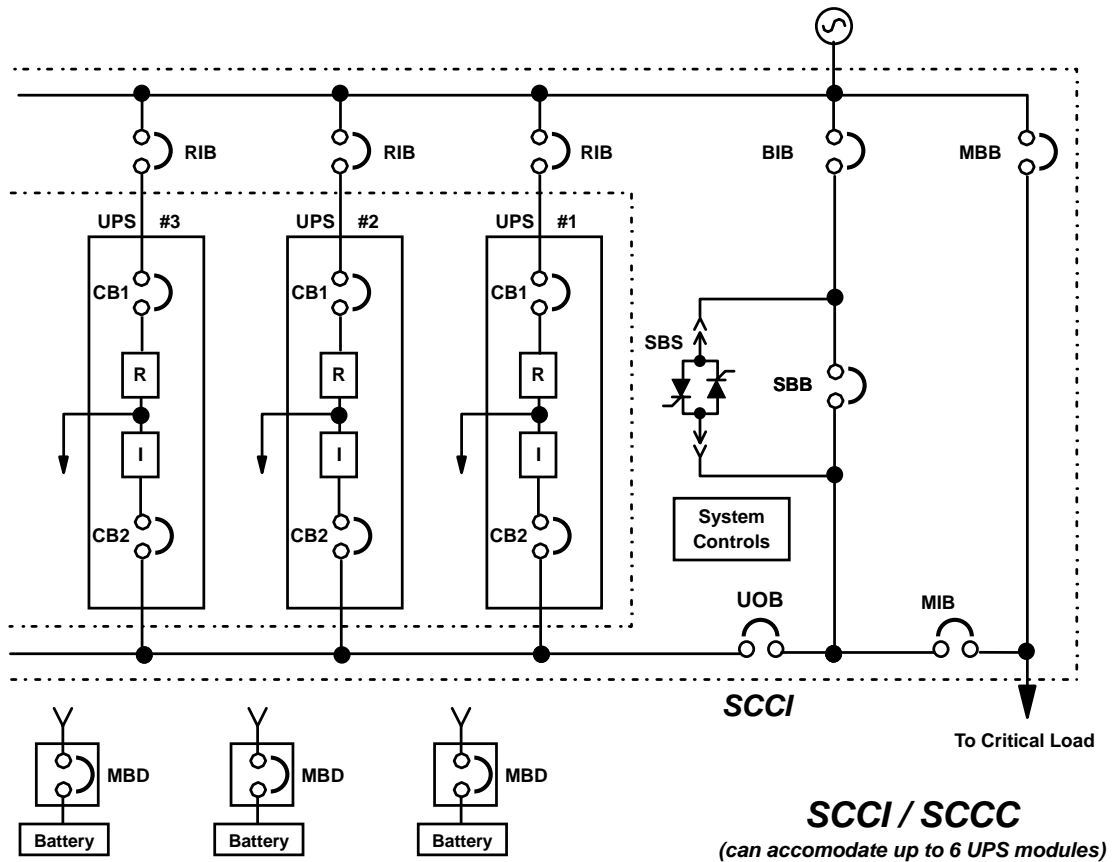 RIB RIB RIB BIB MBB
UPS #3 UPS #2 UPS #1
CB1 CB1 CB1
SBS
R R R SBB
I I I
System
Controls
CB2 CB2 CB2
UOB MIB
SCCI
To Critical Load
MBD MBD MBD
Battery Battery Battery
SCCI / SCCC
(can accomodate up to 6 UPS modules)